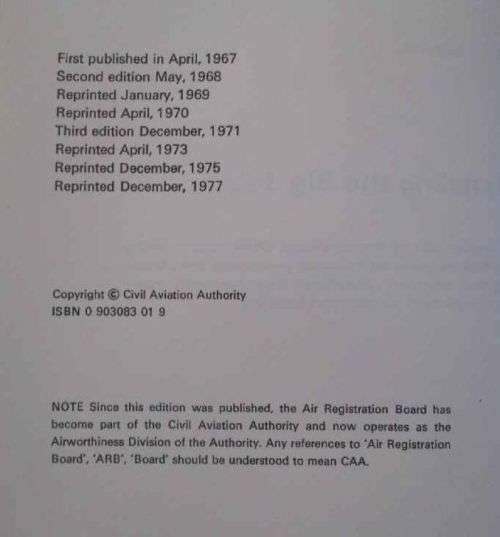 First published in April, 1967
Second edition May, 1968
Reprinted January, 1969
Reprinted April, 1970
Third edition December, 1971
Reprinted April, 1973
Reprinted December, 1975
Reprinted December, 1977
Copyright © Civil Aviation Authority
ISBN 0 903083 01 9
NOTE Since this edition was published, the Air Registration Board has
become part of the Civil Aviation Authority and now operates as the
Airworthiness Division of the Authority. Any references to 'Air Registration
Board', 'ARB', 'Board' should be understood to mean CAA.